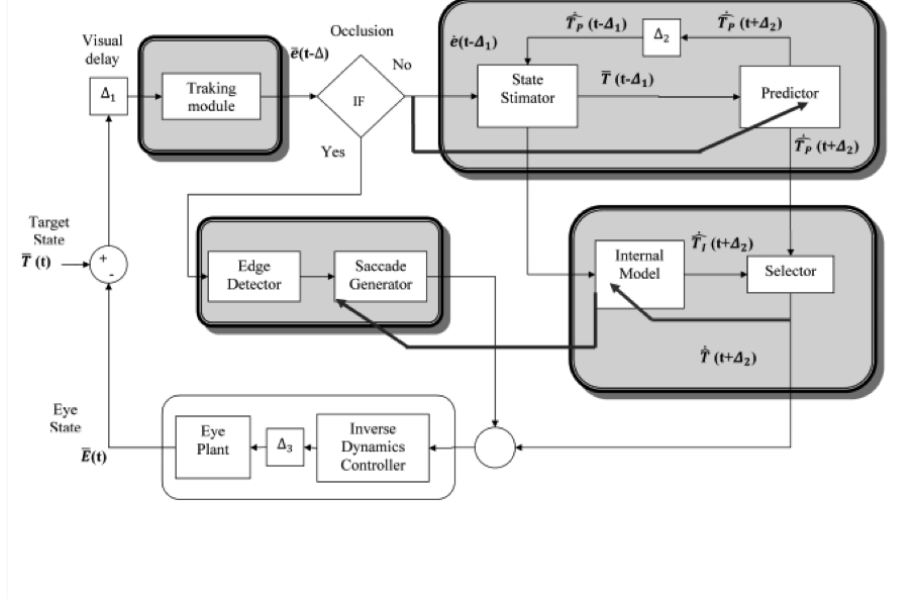 Visual
delay
Δ₁
Traking
module
ē(t-Δ)
Occlusion
IF
No
Yes
ė(t-Δ₁)
State
Stimator
T̂̇ₚ (t-Δ₁)
Δ₂
T̂̇ₚ (t+Δ₂)
T̄ (t-Δ₁)
Predictor
T̂̇ₚ (t+Δ₂)
Target
State
T̄ (t)
+
-
Edge
Detector
Saccade
Generator
Internal
Model
T̂̇ᵢ (t+Δ₂)
Selector
T̂̇ (t+Δ₂)
Eye
State
Ē(t)
Eye
Plant
Δ₃
Inverse
Dynamics
Controller